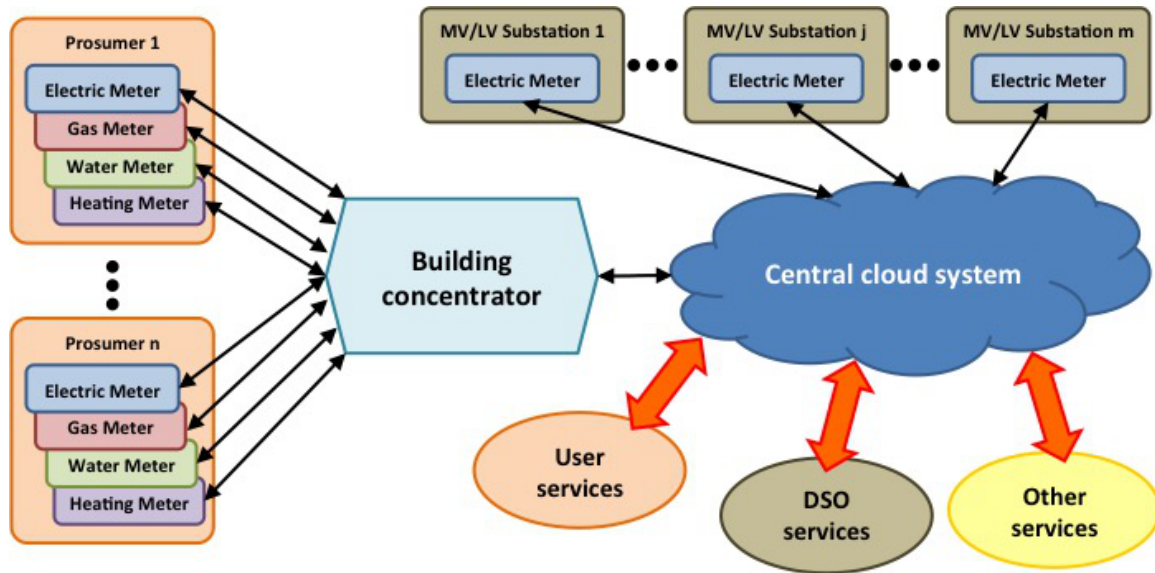 Prosumer 1
Electric Meter
Gas Meter
Water Meter
Heating Meter
Prosumer n
Electric Meter
Gas Meter
Water Meter
Heating Meter
Building
concentrator
MV/LV Substation 1
Electric Meter
MV/LV Substation j
Electric Meter
MV/LV Substation m
Electric Meter
Central cloud system
User
services
DSO
services
Other
services